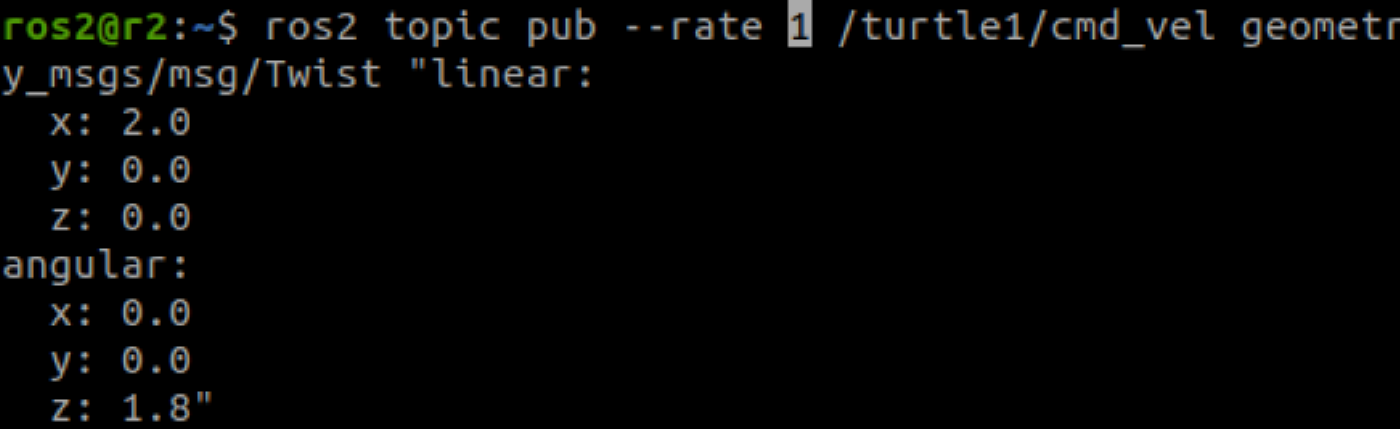 ros2@r2:~$ ros2 topic pub --rate 1 /turtle1/cmd_vel geometr
y_msgs/msg/Twist "linear:
  x: 2.0
  y: 0.0
  z: 0.0
angular:
  x: 0.0
  y: 0.0
  z: 1.8"